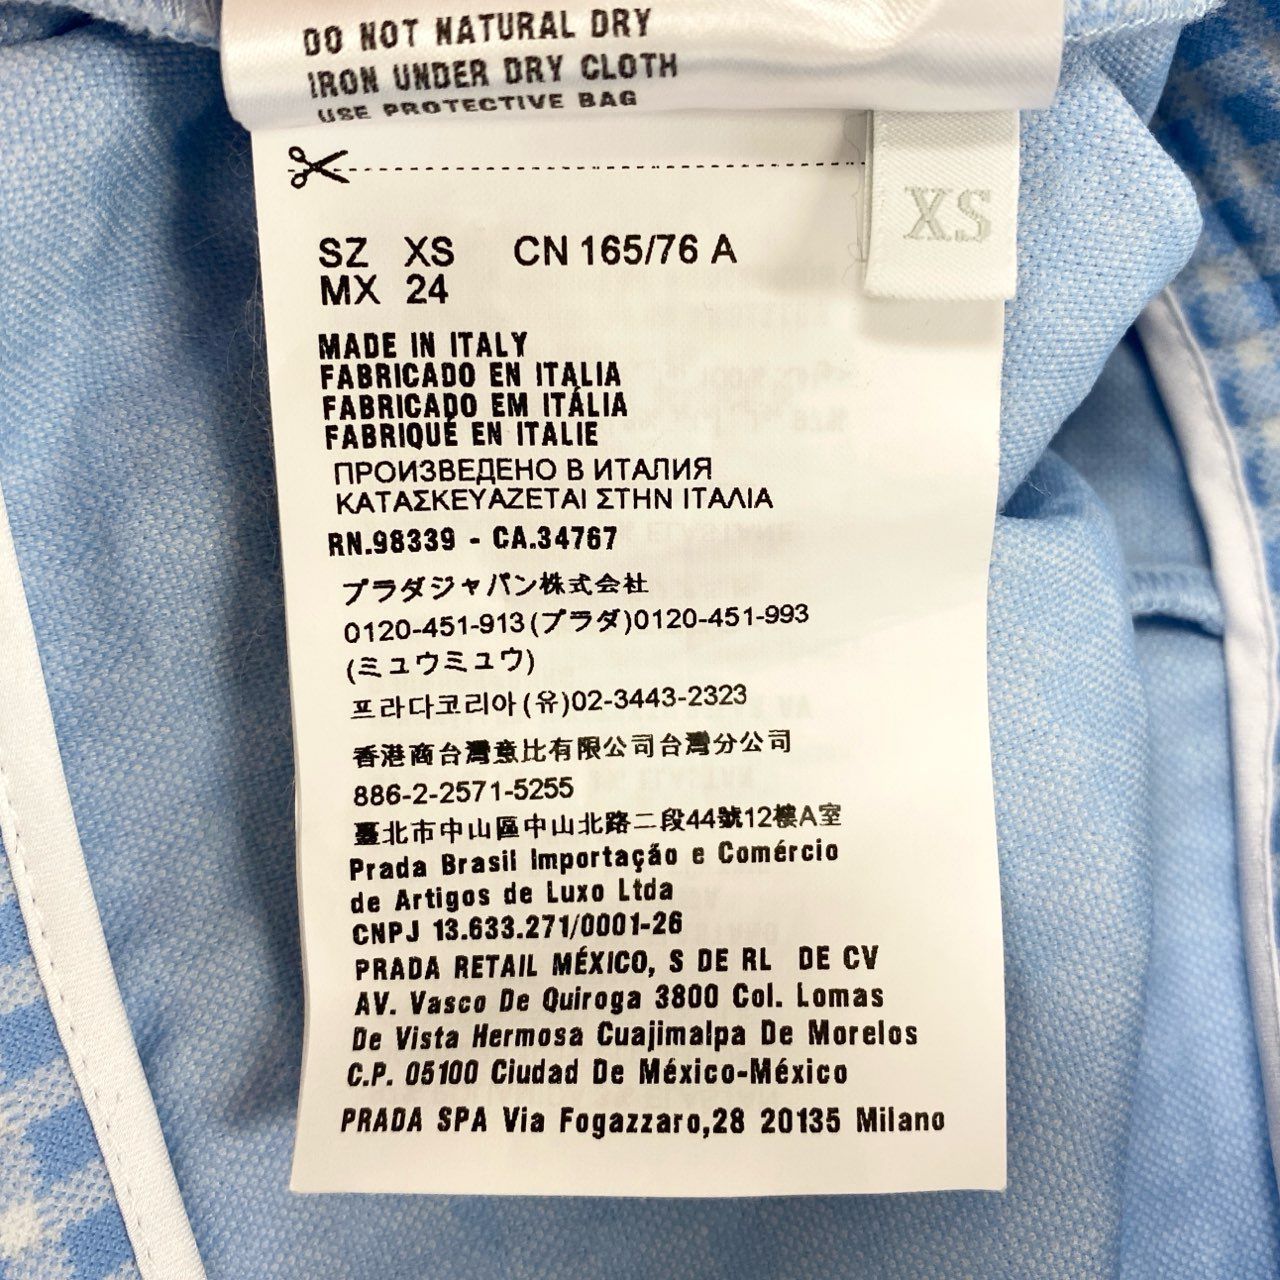 DO NOT NATURAL DRY
IRON UNDER DRY CLOTH
USE PROTECTIVE BAG
XS
SZ XS CN 165/76 A
MX 24
MADE IN ITALY
FABRICADO EN ITALIA
FABRICADO EM ITÁLIA
FABRIQUÉ EN ITALIE
ПРОИЗВЕДЕНО В ИТАЛИЯ
ΚΑΤΑΣΚΕΥΑΖΕΤΑΙ ΣΤΗΝ ΙΤΑΛΙΑ
RN.98339 - CA.34767
プラダジャパン株式会社
0120-451-913(プラダ)0120-451-993
(ミュウミュウ)
프라다코리아(유)02-3443-2323
香港商台灣意比有限公司台灣分公司
886-2-2571-5255
臺北市中山區中山北路二段44號12樓A室
Prada Brasil Importação e Comércio
de Artigos de Luxo Ltda
CNPJ 13.633.271/0001-26
PRADA RETAIL MÉXICO, S DE RL DE CV
AV. Vasco De Quiroga 3800 Col. Lomas
De Vista Hermosa Cuajimalpa De Morelos
C.P. 05100 Ciudad De México-México
PRADA SPA Via Fogazzaro,28 20135 Milano